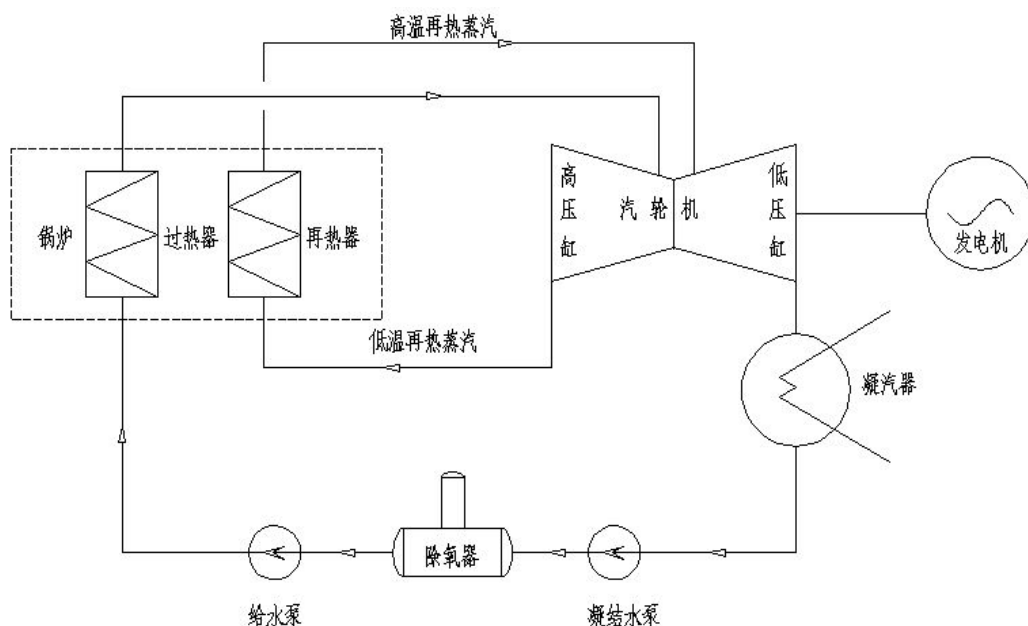 高温再热蒸汽
高压缸
汽轮机
低压缸
锅炉
过热器
再热器
发电机
低温再热蒸汽
凝汽器
除氧器
给水泵
凝结水泵